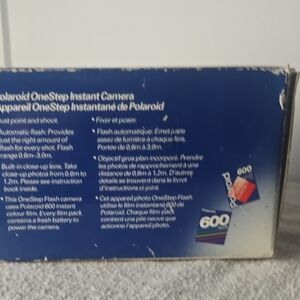 olaroid OneStep Instant Camera
Appareil OneStep Instantané de Polaroid
ust point and shoot.
Automatic flash: Provides
just the right amount of
flash for every shot. Flash
range 0,6m-3,0m.
Built in close-up lens. Take
close-up photos from 0,6m to
1,2m. Please see instruction
book inside.
• This OneStep Flash camera
uses Polaroid 600 instant
colour film. Every film pack
contains a fresh battery to
power the camera.
• Fixer et poser.
• Flash automatique: Émet juste
assez de lumière à chaque fois.
Portée de 0,6m à 3,0m.
• Objectif gros plan incorporé. Prendre
les photos de rapprochement à une
distance de 0,6m à 1,2m. D'autres
détails se trouvent dans le livret
d'instructions ci-joint.
• Cet appareil photo OneStep Flash
utilise le film instantané 600 de
Polaroid. Chaque film pack
contient une pile neuve qui
actionne l'appareil photo.
600
Polaroid
600